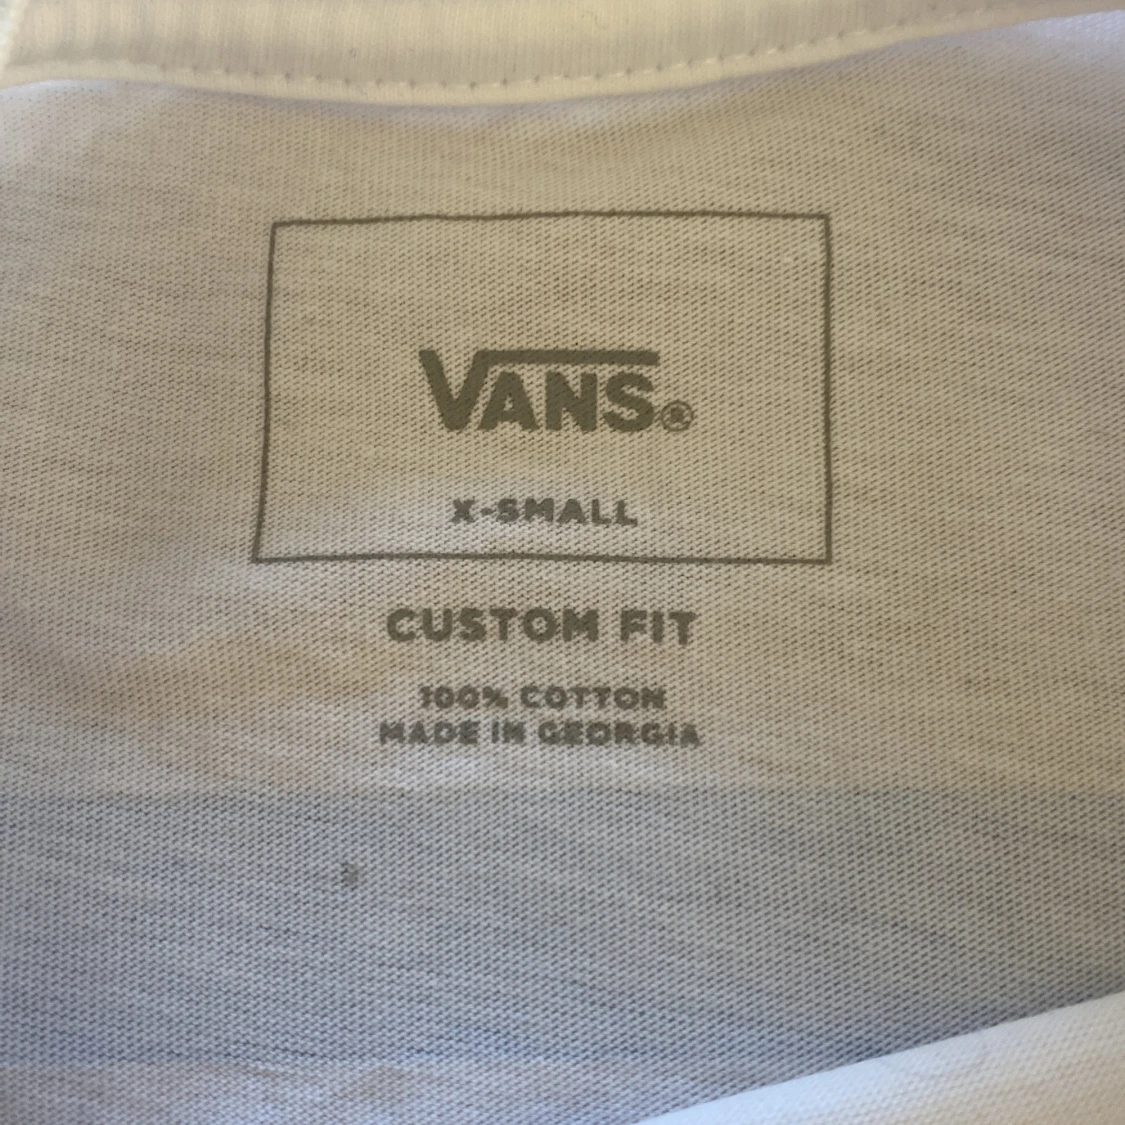 VANS®
X-SMALL
CUSTOM FIT
100% COTTON
MADE IN GEORGIA